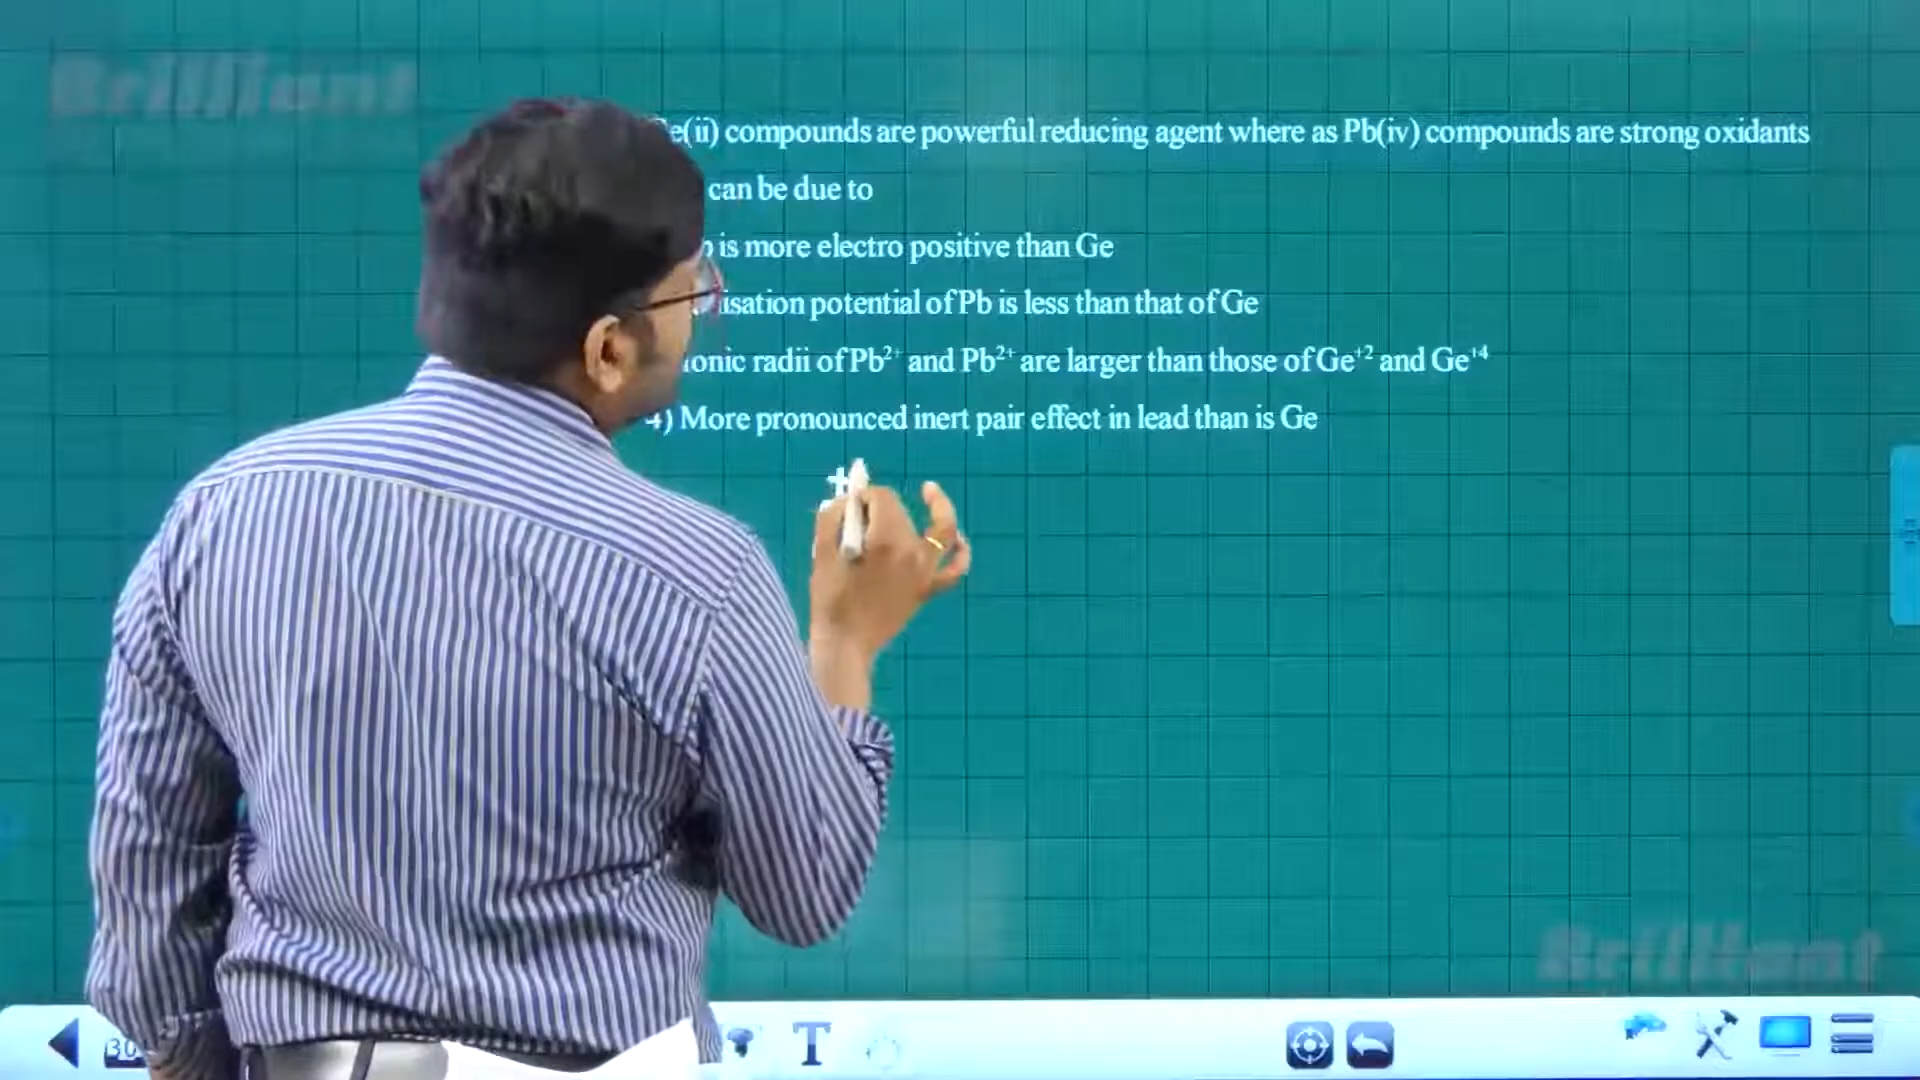 Brilliant
Ge(ii) compounds are powerful reducing agent where as Pb(iv) compounds are strong oxidants
can be due to
is more electro positive than Ge
potential of Pb is less than that of Ge
ionic radii of Pb²⁺ and Pb²⁺ are larger than those of Ge⁺² and Ge⁺⁴
4) More pronounced inert pair effect in lead than is Ge
+
Brilliant
30
T